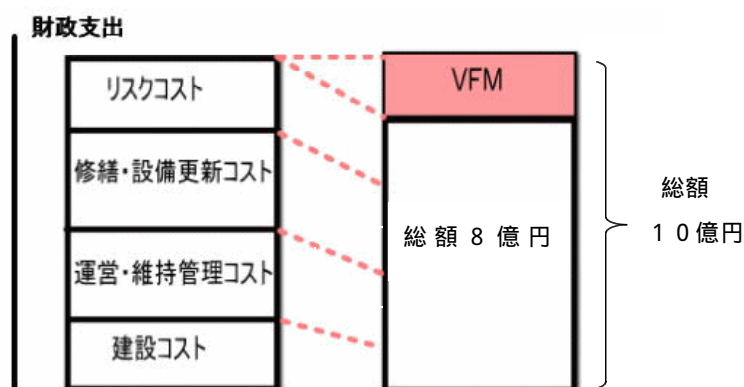 財政支出
リスクコスト
修繕・設備更新コスト
運営・維持管理コスト
建設コスト
VFM
総額8億円
総額
10億円